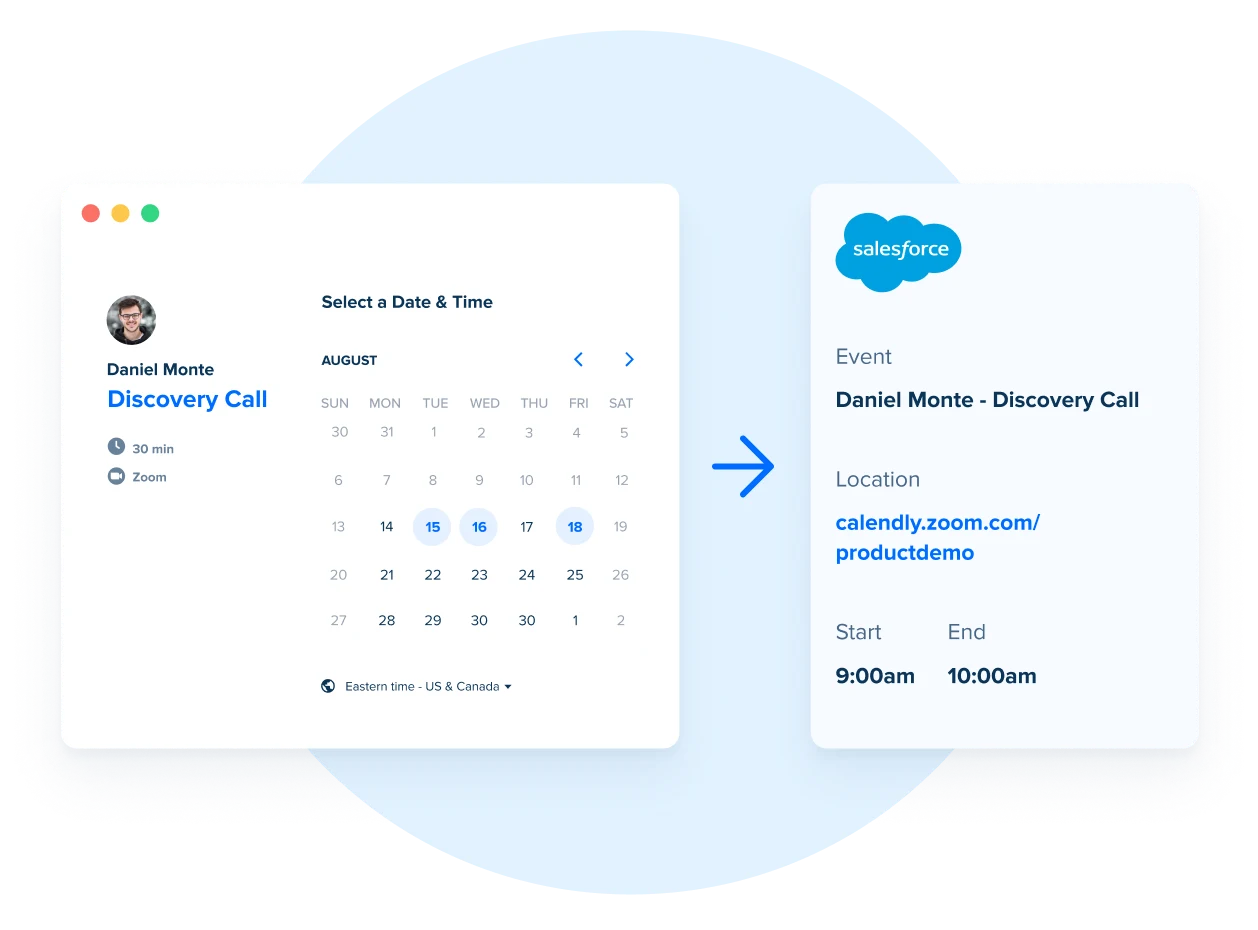 Select a Date & Time
Daniel Monte
Discovery Call
30 min
Zoom
AUGUST
SUN MON TUE WED THU FRI SAT
30 31 1 2 3 4 5
6 7 8 9 10 11 12
13 14 15 16 17 18 19
20 21 22 23 24 25 26
27 28 29 30 30 1 2
Eastern time - US & Canada
salesforce
Event
Daniel Monte - Discovery Call
Location
calendly.zoom.com/
productdemo
Start End
9:00am 10:00am